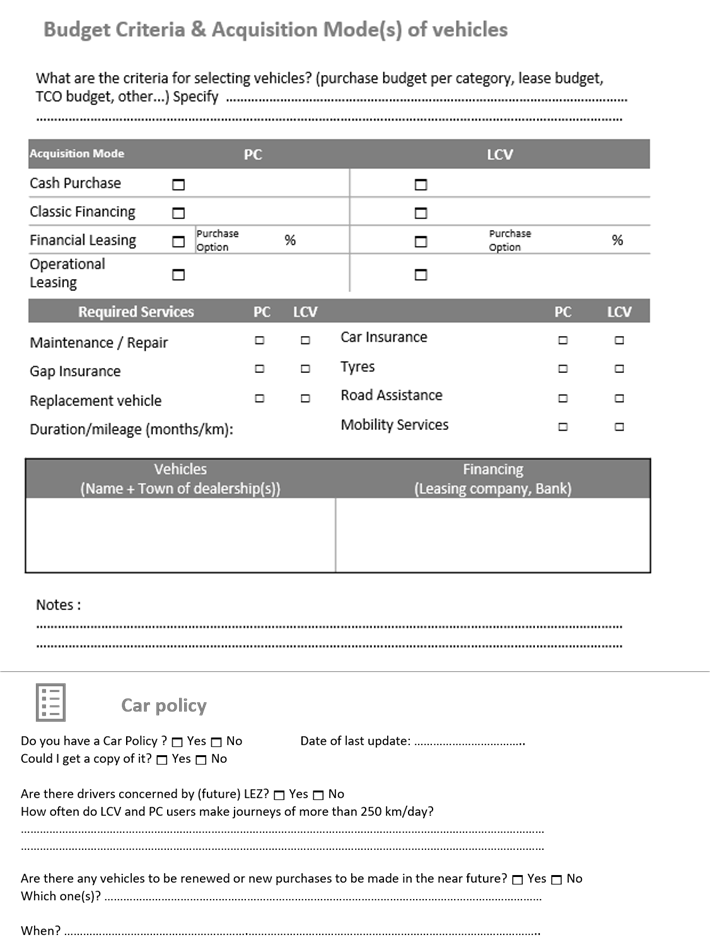 Budget Criteria & Acquisition Mode(s) of vehicles
What are the criteria for selecting vehicles? (purchase budget per category, lease budget,
TCO budget, other...) Specify ........................................................................................................
........................................................................................................................................................
Acquisition Mode PC LCV
Cash Purchase ☐ ☐
Classic Financing ☐ ☐
Financial Leasing ☐ Purchase Option % ☐ Purchase Option %
Operational
Leasing ☐ ☐
Required Services PC LCV PC LCV
Maintenance / Repair ☐ ☐ Car Insurance ☐ ☐
Gap Insurance ☐ ☐ Tyres ☐ ☐
Replacement vehicle ☐ ☐ Road Assistance ☐ ☐
Duration/mileage (months/km): Mobility Services ☐ ☐
Vehicles Financing
(Name + Town of dealership(s)) (Leasing company, Bank)
Notes :
........................................................................................................................................................
........................................................................................................................................................
Car policy
Do you have a Car Policy ? ☐ Yes ☐ No Date of last update: ................................
Could I get a copy of it? ☐ Yes ☐ No
Are there drivers concerned by (future) LEZ? ☐ Yes ☐ No
How often do LCV and PC users make journeys of more than 250 km/day?
........................................................................................................................................................
........................................................................................................................................................
Are there any vehicles to be renewed or new purchases to be made in the near future? ☐ Yes ☐ No
Which one(s)? ........................................................................................................................
When? ........................................................................................................................................